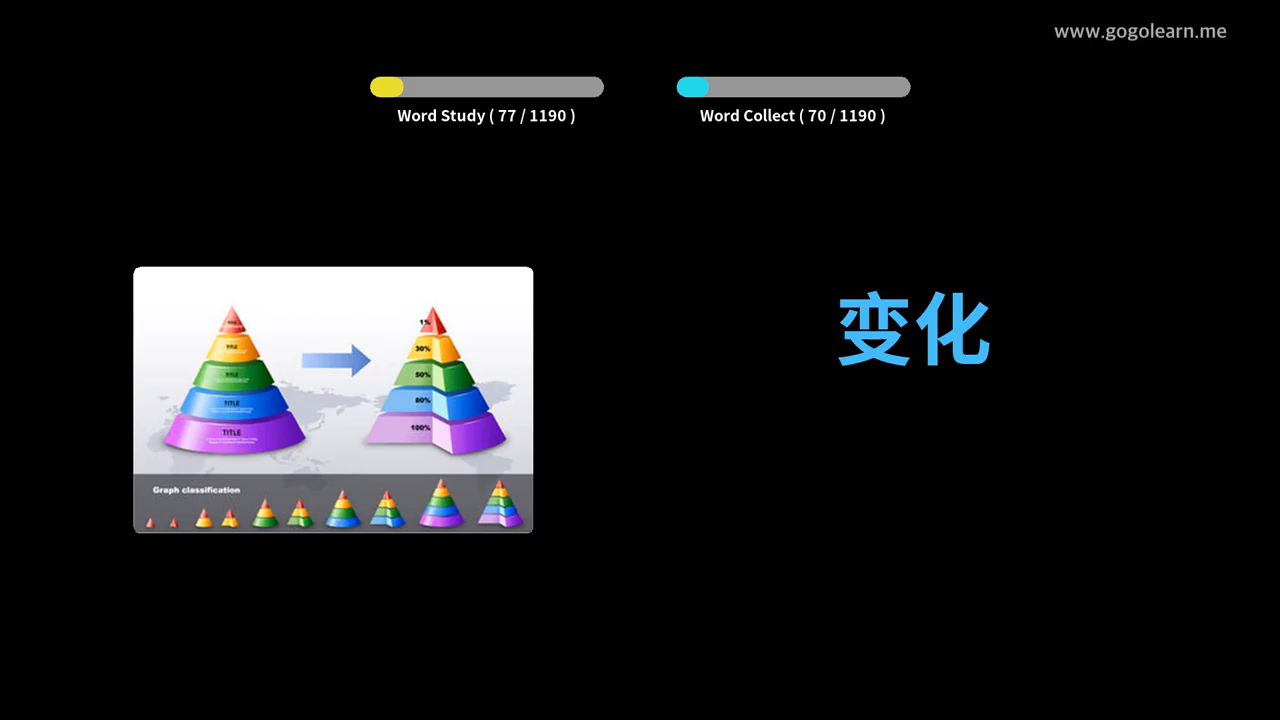 www.gogolearn.me
Word Study ( 77 / 1190 )
Word Collect ( 70 / 1190 )
变化
TITLE
TITLE
TITLE
TITLE
1%
30%
50%
80%
100%
Graph classification